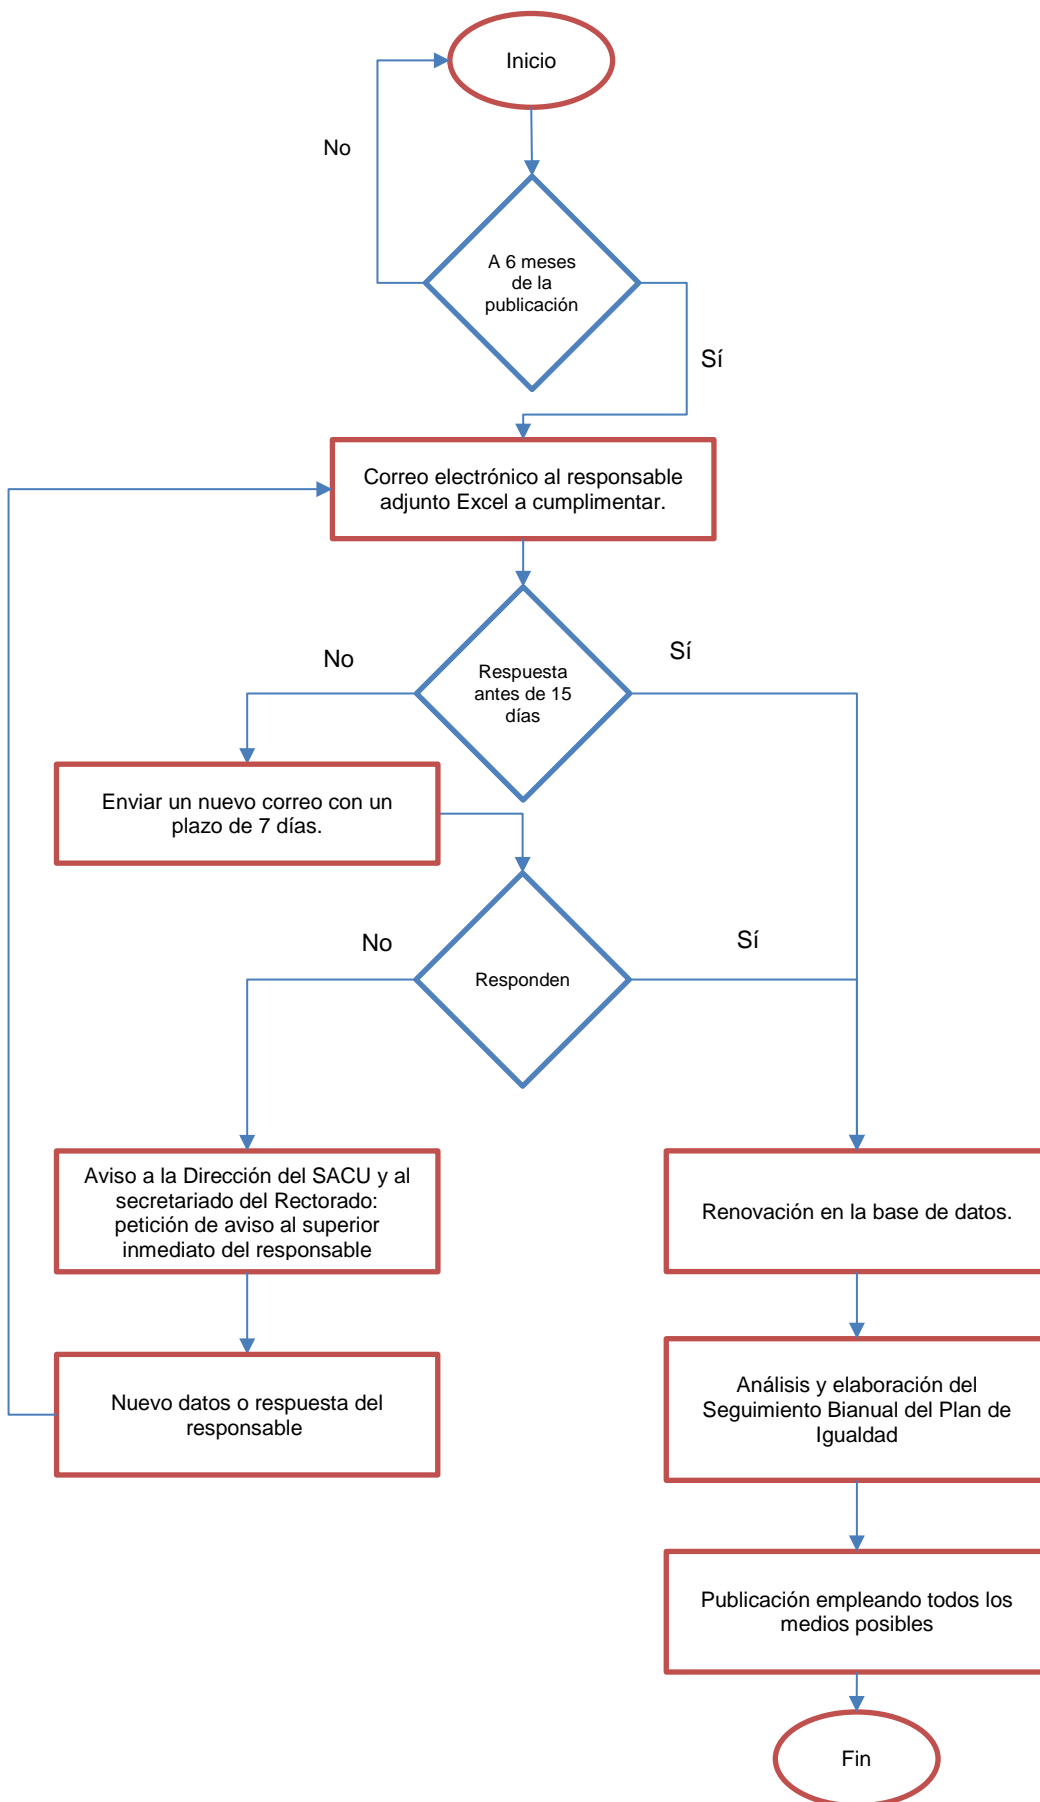 Inicio
No
A 6 meses
de la
publicación
Sí
Correo electrónico al responsable
adjunto Excel a cumplimentar.
No
Sí
Respuesta
antes de 15
días
Enviar un nuevo correo con un
plazo de 7 días.
No
Sí
Responden
Aviso a la Dirección del SACU y al
secretariado del Rectorado:
petición de aviso al superior
inmediato del responsable
Renovación en la base de datos.
Nuevo datos o respuesta del
responsable
Análisis y elaboración del
Seguimiento Bianual del Plan de
Igualdad
Publicación empleando todos los
medios posibles
Fin